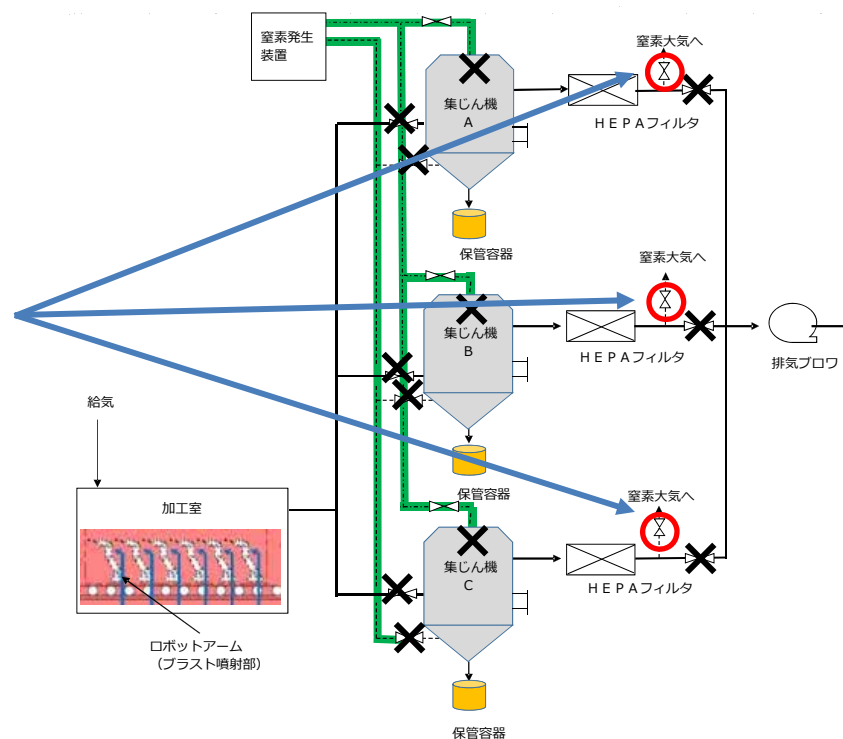 窒素発生
装置
集じん機
A
保管容器
窒素大気へ
HEPAフィルタ
集じん機
B
保管容器
窒素大気へ
HEPAフィルタ
排気ブロワ
給気
加工室
ロボットアーム
(ブラスト噴射部)
集じん機
C
保管容器
窒素大気へ
HEPAフィルタ